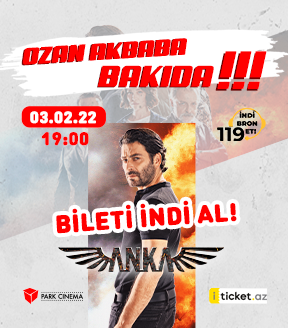 OZAN AKBABA
BAKIDA!!!
03.02.22
19:00
İNDİ
BRON
119 ET!
BİLETİ İNDİ AL!
ANKA
PARK CINEMA
iticket.az